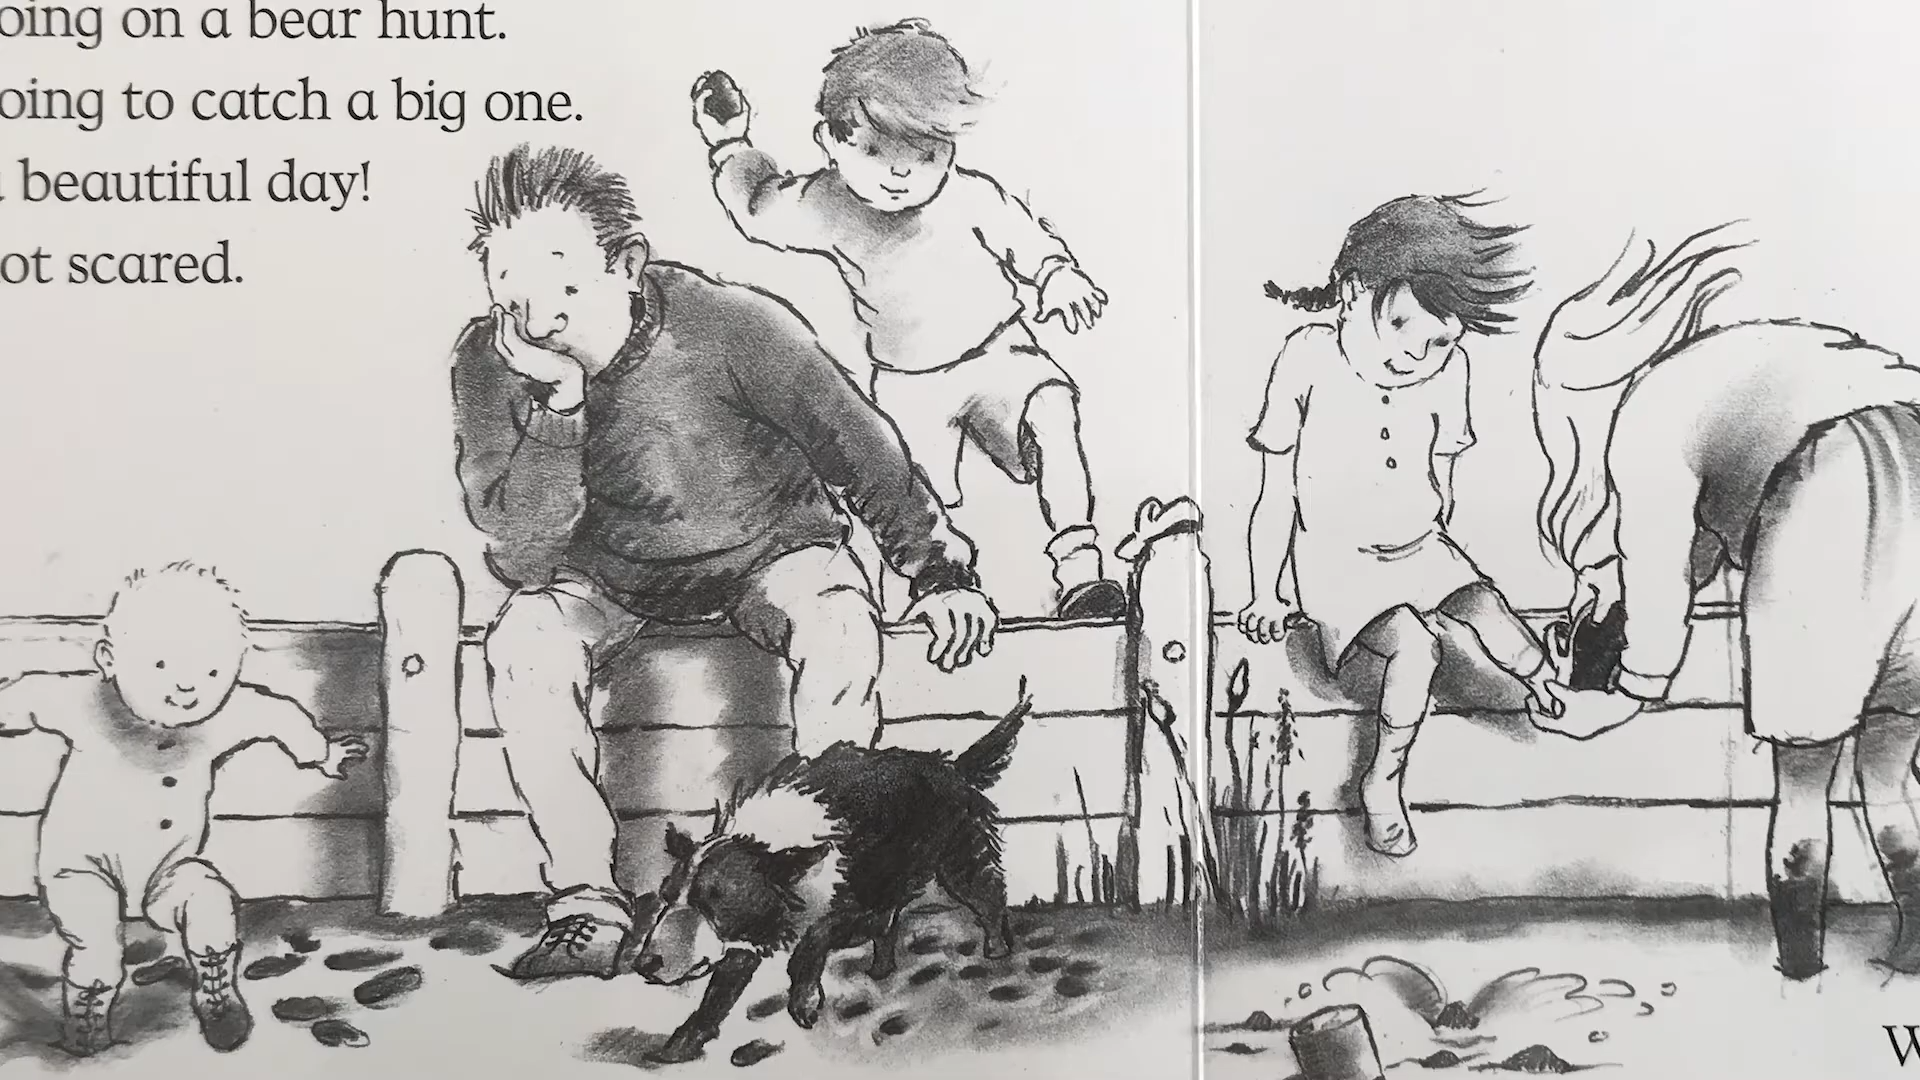 oing on a bear hunt.
oing to catch a big one.
beautiful day!
ot scared.
W